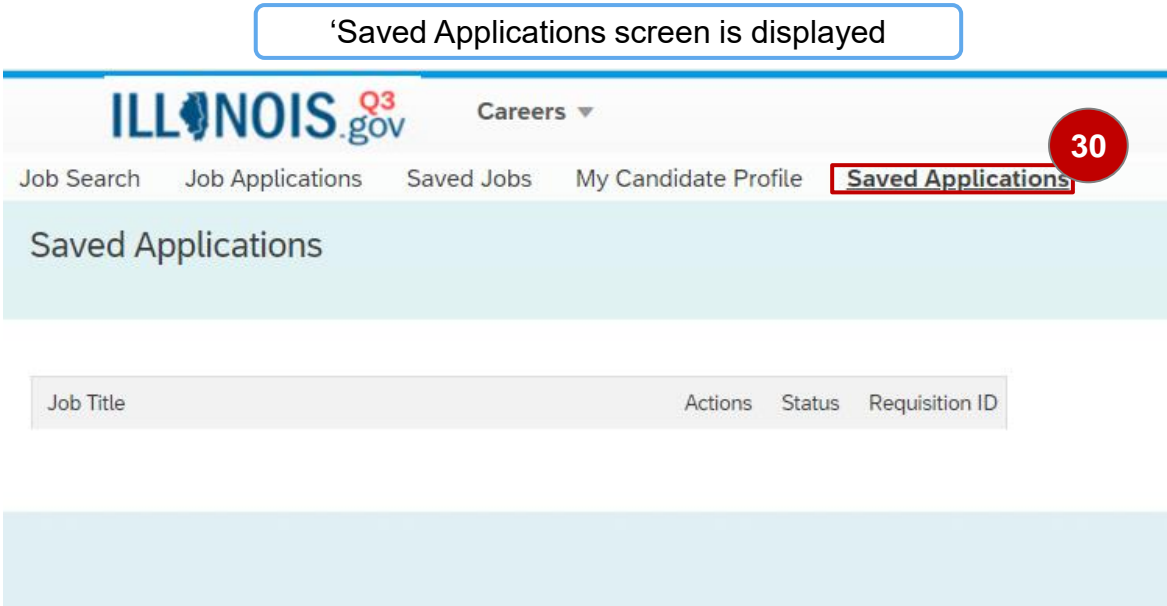 ‘Saved Applications screen is displayed
ILLINOIS.gov Q3 Careers
30
Job Search Job Applications Saved Jobs My Candidate Profile Saved Applications
Saved Applications
Job Title Actions Status Requisition ID